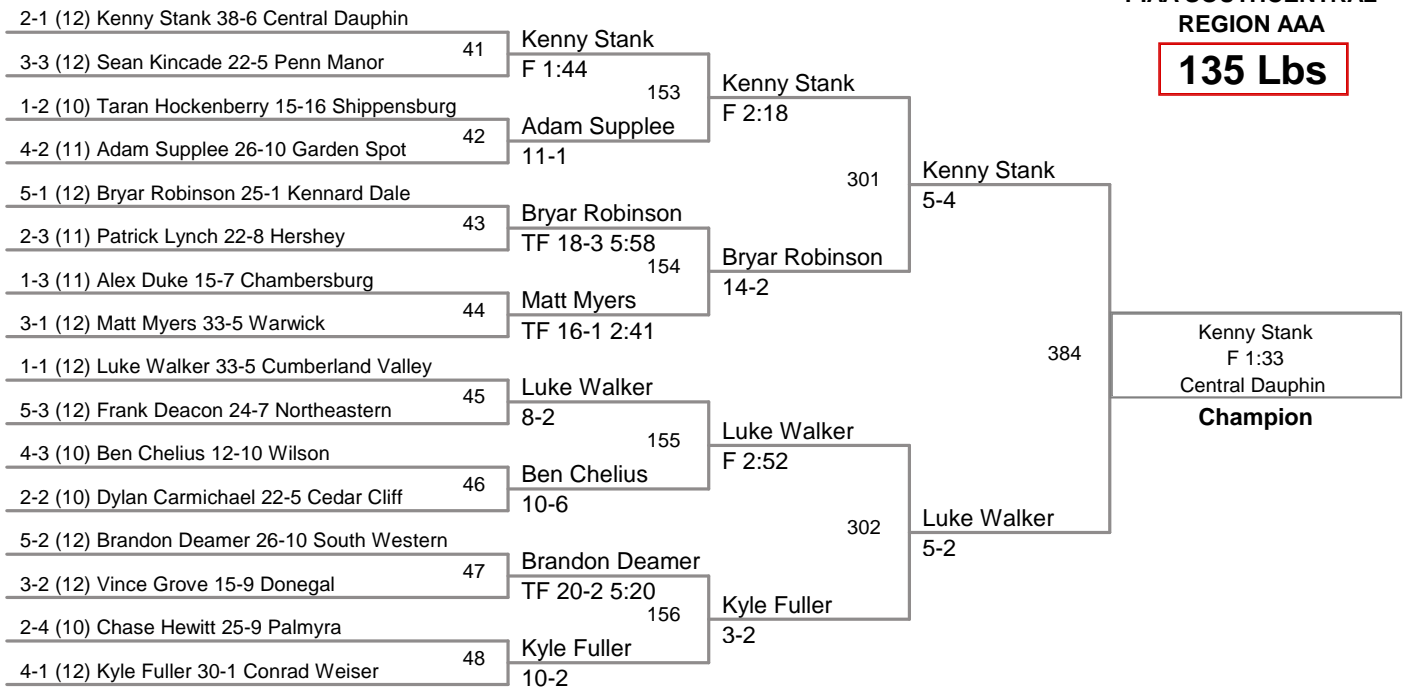 REGION AAA
135 Lbs
2-1 (12) Kenny Stank 38-6 Central Dauphin
3-3 (12) Sean Kincade 22-5 Penn Manor
1-2 (10) Taran Hockenberry 15-16 Shippensburg
4-2 (11) Adam Supplee 26-10 Garden Spot
5-1 (12) Bryar Robinson 25-1 Kennard Dale
2-3 (11) Patrick Lynch 22-8 Hershey
1-3 (11) Alex Duke 15-7 Chambersburg
3-1 (12) Matt Myers 33-5 Warwick
1-1 (12) Luke Walker 33-5 Cumberland Valley
5-3 (12) Frank Deacon 24-7 Northeastern
4-3 (10) Ben Chelius 12-10 Wilson
2-2 (10) Dylan Carmichael 22-5 Cedar Cliff
5-2 (12) Brandon Deamer 26-10 South Western
3-2 (12) Vince Grove 15-9 Donegal
2-4 (10) Chase Hewitt 25-9 Palmyra
4-1 (12) Kyle Fuller 30-1 Conrad Weiser
41
42
43
44
45
46
47
48
Kenny Stank
F 1:44
Adam Supplee
11-1
Bryar Robinson
TF 18-3 5:58
Matt Myers
TF 16-1 2:41
Luke Walker
8-2
Ben Chelius
10-6
Brandon Deamer
TF 20-2 5:20
Kyle Fuller
10-2
153
154
155
156
Kenny Stank
F 2:18
Bryar Robinson
14-2
Luke Walker
F 2:52
Kyle Fuller
3-2
301
302
Kenny Stank
5-4
Luke Walker
5-2
384
Kenny Stank
F 1:33
Central Dauphin
Champion